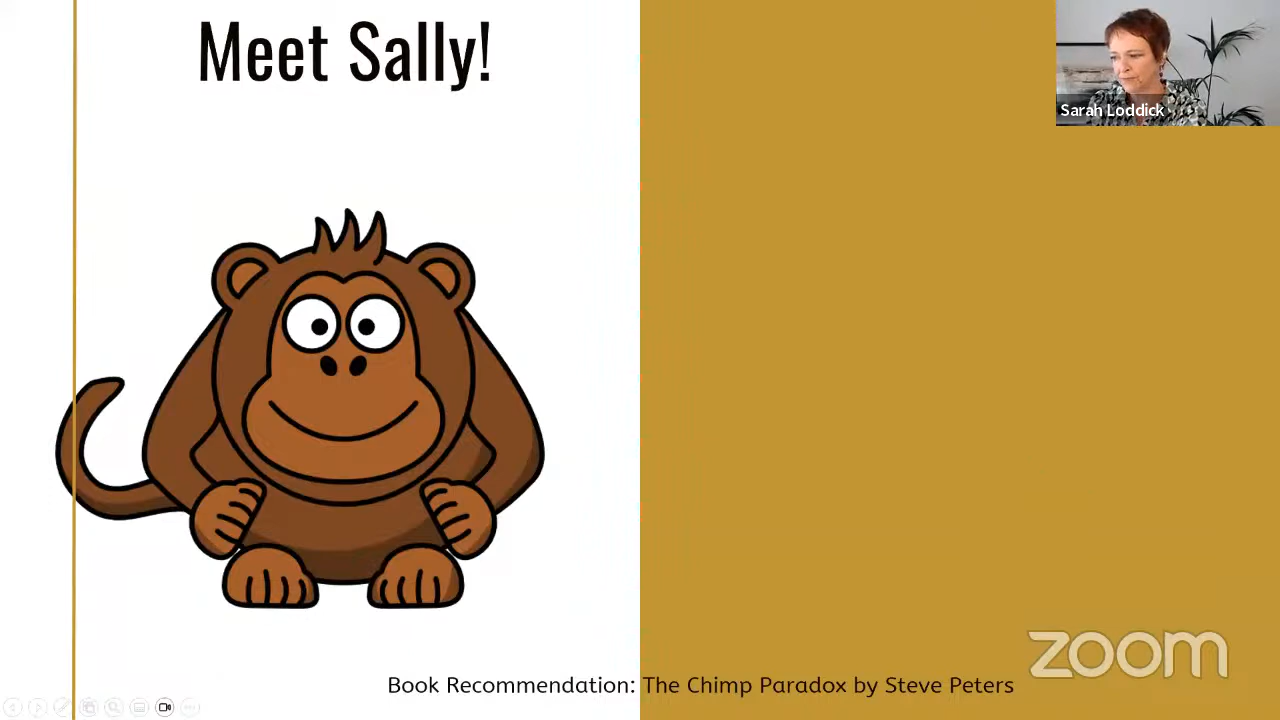 Meet Sally!
Sarah Loddick
zoom
Book Recommendation: The Chimp Paradox by Steve Peters